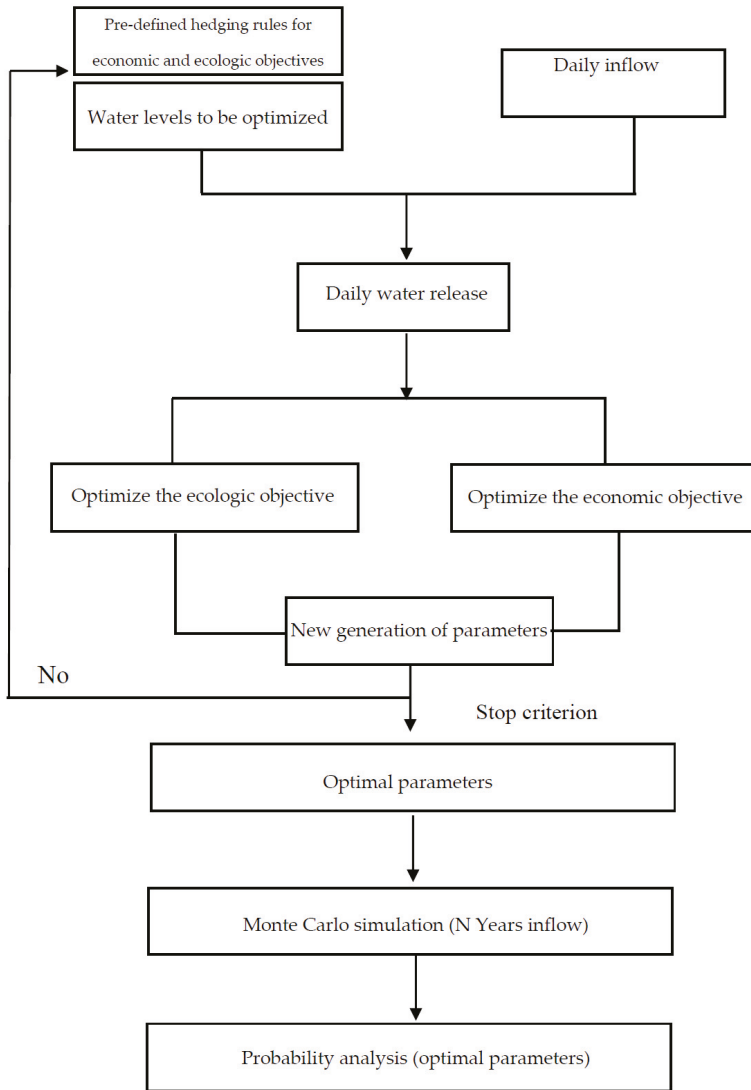 Pre-defined hedging rules for
economic and ecologic objectives
Daily inflow
Water levels to be optimized
Daily water release
Optimize the ecologic objective
Optimize the economic objective
New generation of parameters
No
Stop criterion
Optimal parameters
Monte Carlo simulation (N Years inflow)
Probability analysis (optimal parameters)